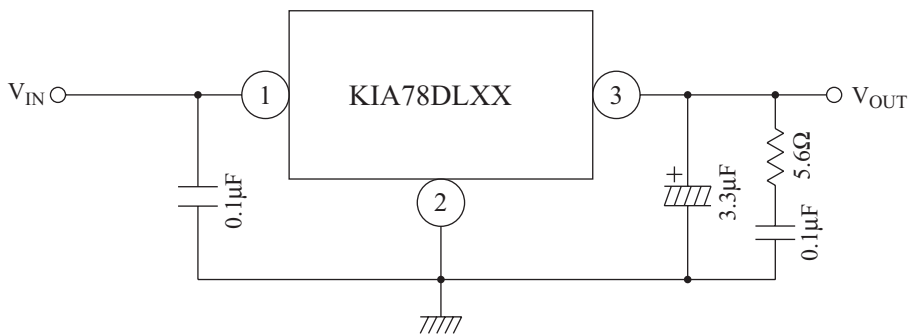 V_IN
1
KIA78DLXX
3
V_OUT
2
0.1μF
+
3.3μF
5.6Ω
0.1μF